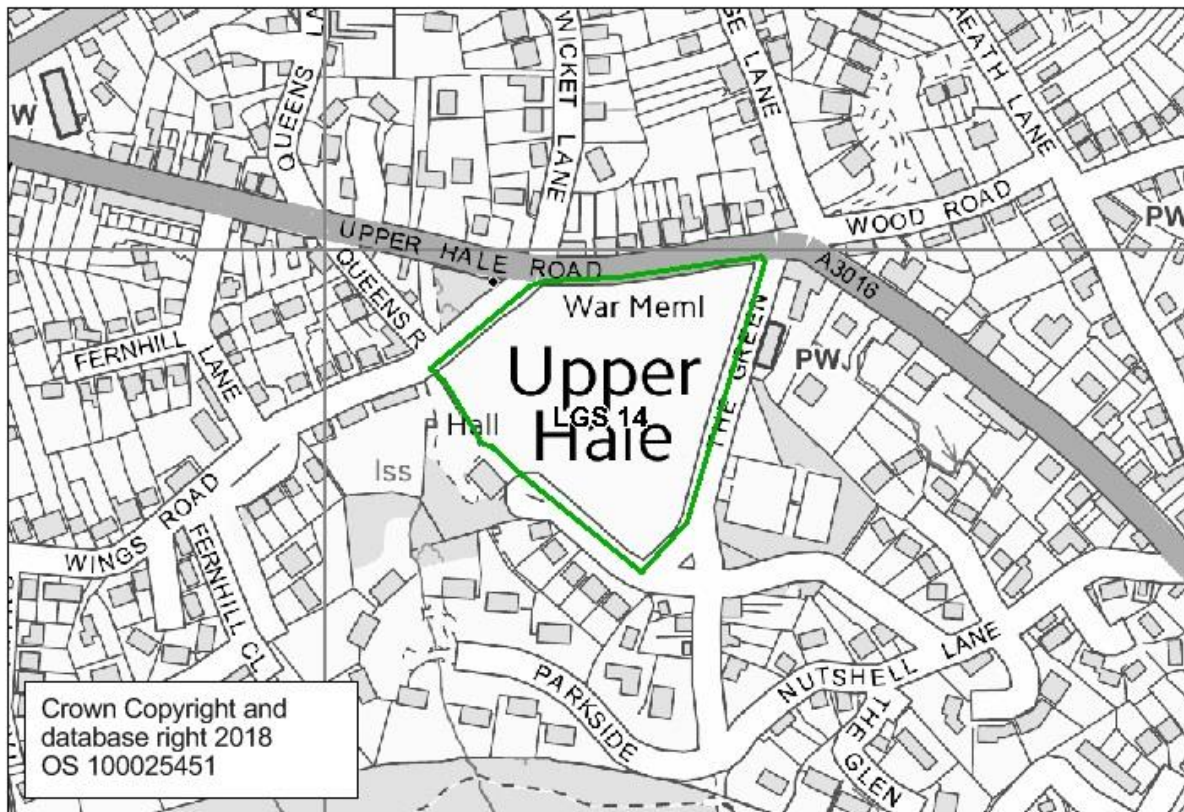 QUEENS
WICKET LANE
LANE
HEATH LANE
W
WOOD ROAD
PW
UPPER HALE ROAD
A3016
QUEENS R
War Meml
FERNHILL
LANE
THE GREEN
PW
Upper
Hale
LGS 14
P Hall
Iss
WINGS ROAD
FERNHILL CL
NUTSHELL LANE
PARKSIDE
THE GLEN
Crown Copyright and
database right 2018
OS 100025451